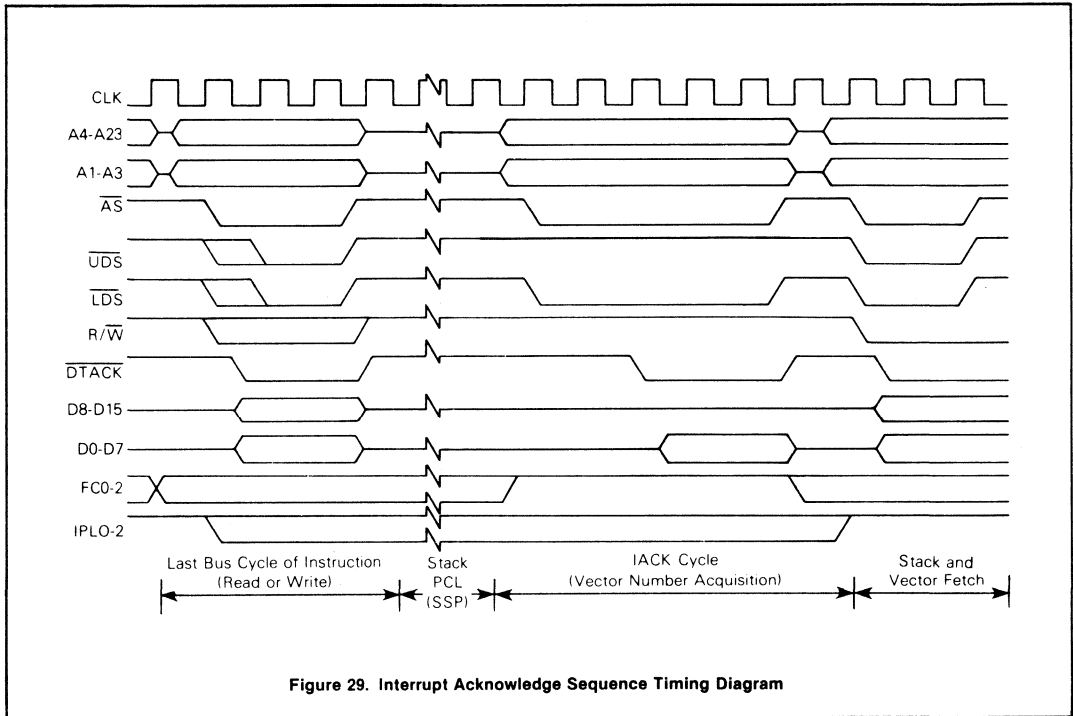 CLK
A4-A23
A1-A3
AS
UDS
LDS
R/W
DTACK
D8-D15
D0-D7
FC0-2
IPLO-2
Last Bus Cycle of Instruction
(Read or Write)
Stack
PCL
(SSP)
IACK Cycle
(Vector Number Acquisition)
Stack and
Vector Fetch
Figure 29. Interrupt Acknowledge Sequence Timing Diagram